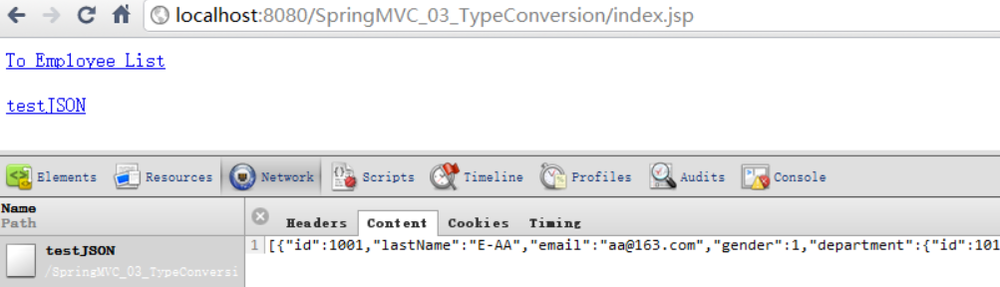 localhost:8080/SpringMVC_03_TypeConversion/index.jsp
To Employee List
testJSON
Elements Resources Network Scripts Timeline Profiles Audits Console
Name
Path
Headers Content Cookies Timing
testJSON
/SpringMVC_03_TypeConversi
1 [{"id":1001,"lastName":"E-AA","email":"aa@163.com","gender":1,"department":{"id":101